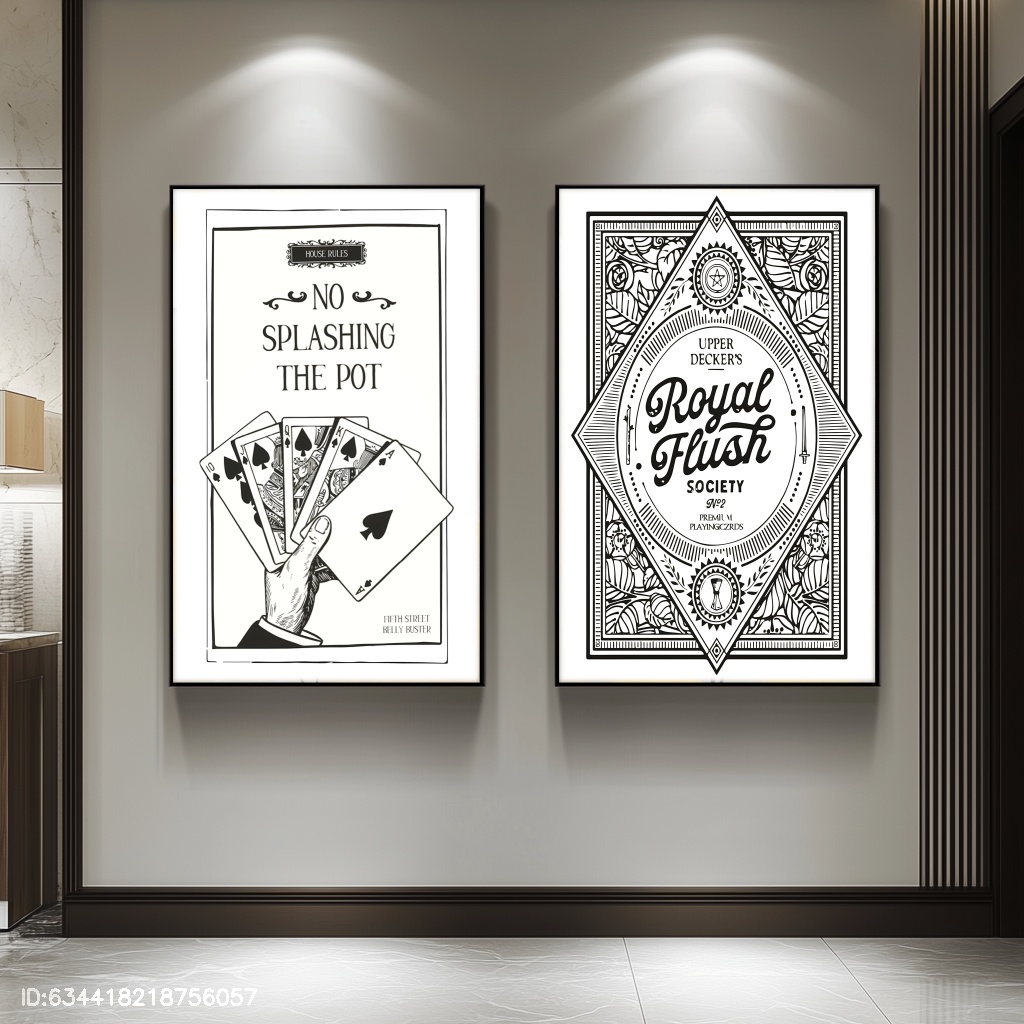 HOUSE RULES
NO
SPLASHING
THE POT
10
Q
K
A
A
FIFTH STREET
BELLY BUSTER
UPPER
DECKER'S
Royal
Flush
SOCIETY
Nº2
PREMIUM
PLAYINGCZRDS
ID:634418218756057